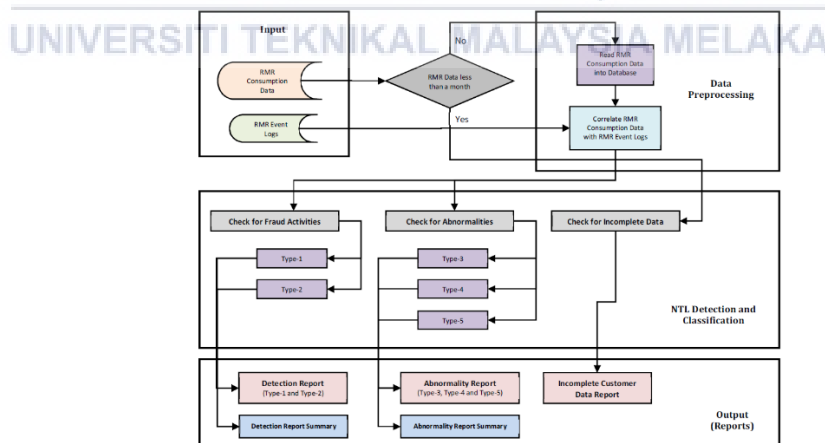 UNIVERSITI TEKNIKAL MALAYSIA MELAKA
Input
RMR
Consumption
Data
RMR Event
Logs
No
RMR Data less
than a month
Yes
Read RMR
Consumption Data
into Database
Correlate RMR
Consumption Data
with RMR Event Logs
Data
Preprocessing
Check for Fraud Activities
Type-1
Type-2
Check for Abnormalities
Type-3
Type-4
Type-5
Check for Incomplete Data
NTL Detection and
Classification
Detection Report
(Type-1 and Type-2)
Detection Report Summary
Abnormality Report
(Type-3, Type-4 and Type-5)
Abnormality Report Summary
Incomplete Customer
Data Report
Output
(Reports)